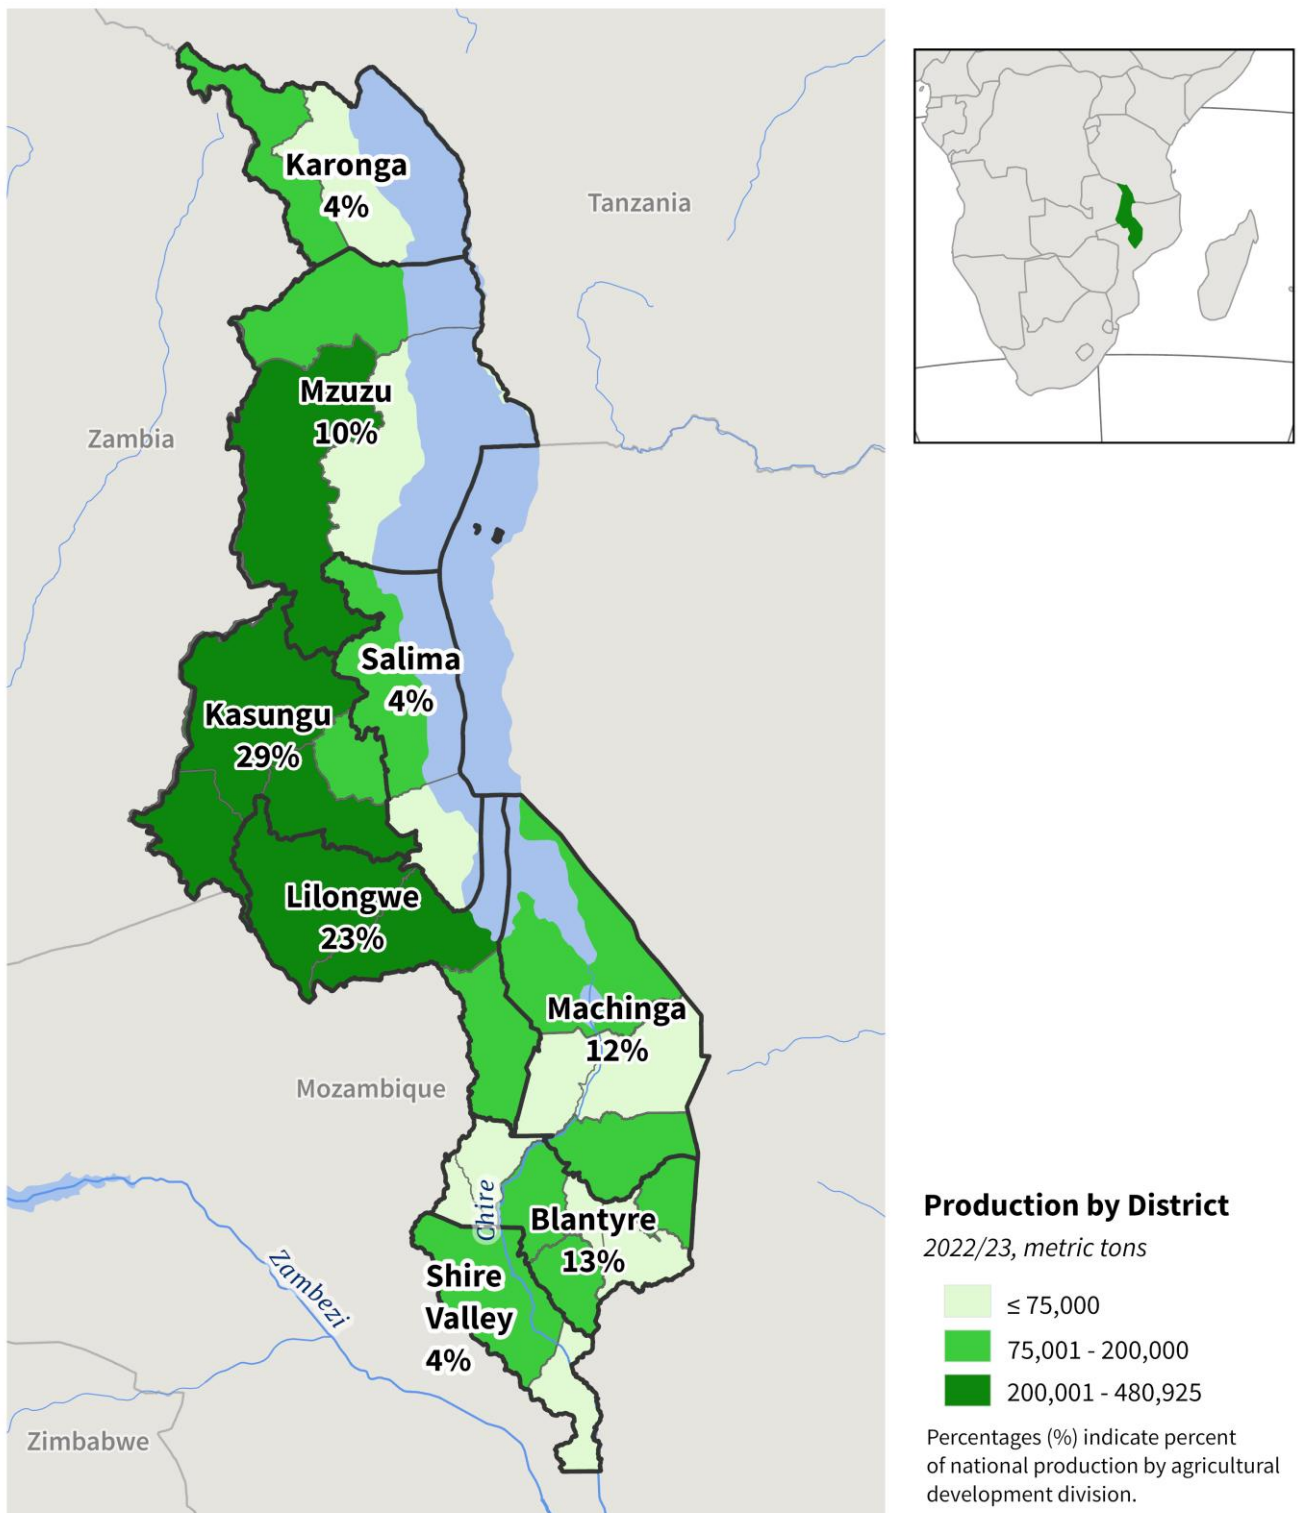 Karonga
4%
Tanzania
Mzuzu
10%
Zambia
Salima
4%
Kasungu
29%
Lilongwe
23%
Machinga
12%
Mozambique
Chire
Blantyre
13%
Zambezi
Shire
Valley
4%
Zimbabwe
Production by District
2022/23, metric tons
≤ 75,000
75,001 - 200,000
200,001 - 480,925
Percentages (%) indicate percent
of national production by agricultural
development division.